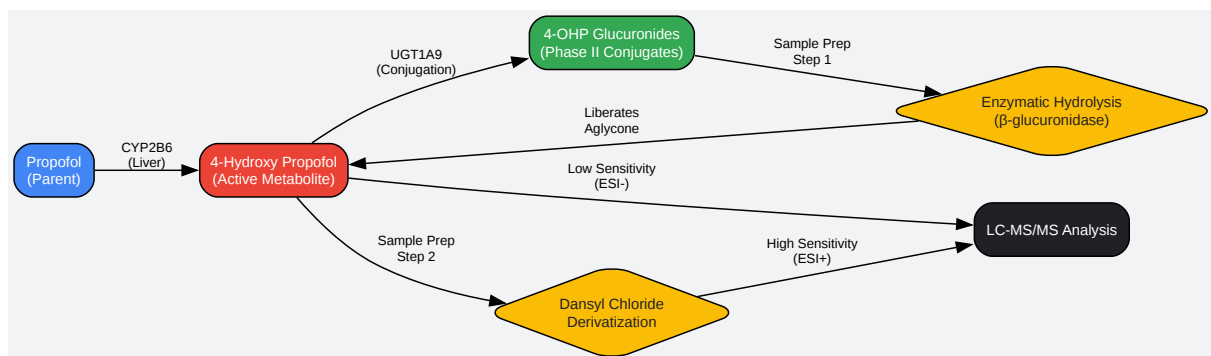 Propofol
(Parent)
CYP2B6
(Liver)
4-Hydroxy Propofol
(Active Metabolite)
UGT1A9
(Conjugation)
4-OHP Glucuronides
(Phase II Conjugates)
Sample Prep
Step 1
Enzymatic Hydrolysis
(β-glucuronidase)
Liberates
Aglycone
Low Sensitivity
(ESI-)
LC-MS/MS Analysis
Sample Prep
Step 2
Dansyl Chloride
Derivatization
High Sensitivity
(ESI+)